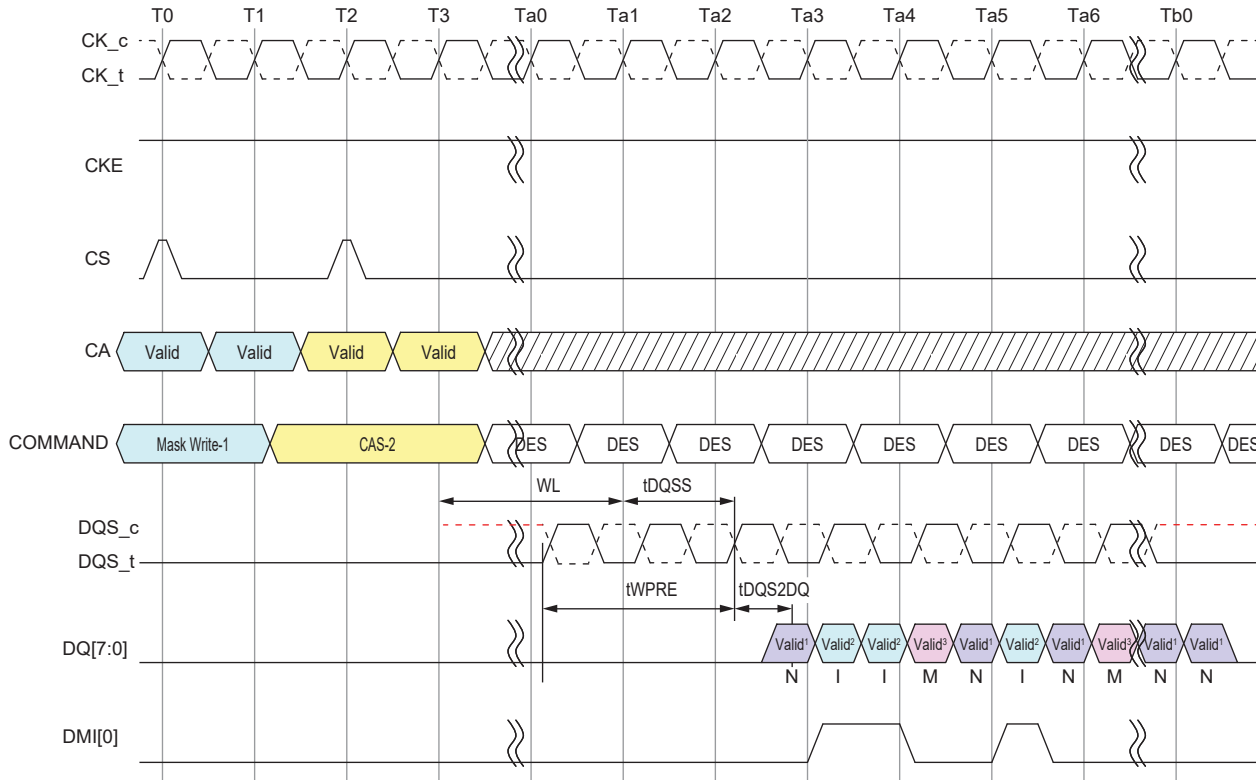 T0 T1 T2 T3 Ta0 Ta1 Ta2 Ta3 Ta4 Ta5 Ta6 Tb0
CK_c
CK_t
CKE
CS
CA Valid Valid Valid Valid
COMMAND Mask Write-1 CAS-2 DES DES DES DES DES DES DES DES DES
WL tDQSS
DQS_c
DQS_t
tWPRE tDQS2DQ
DQ[7:0] Valid¹ Valid² Valid² Valid³ Valid¹ Valid² Valid¹ Valid³ Valid¹ Valid¹
N I I M N I N M N N
DMI[0]